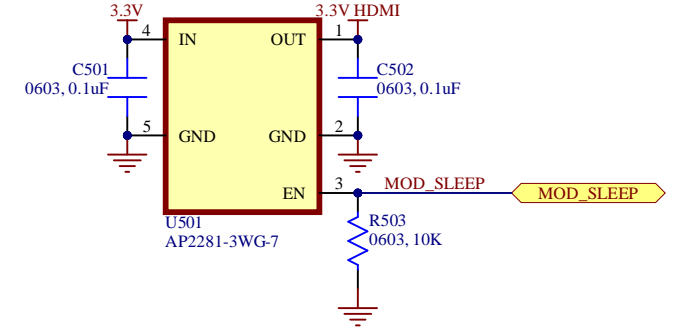 3.3V
3.3V HDMI
4
IN
OUT
1
C501
0603, 0.1uF
C502
0603, 0.1uF
5
GND
GND
2
EN
3
MOD_SLEEP
MOD_SLEEP
U501
AP2281-3WG-7
R503
0603, 10K